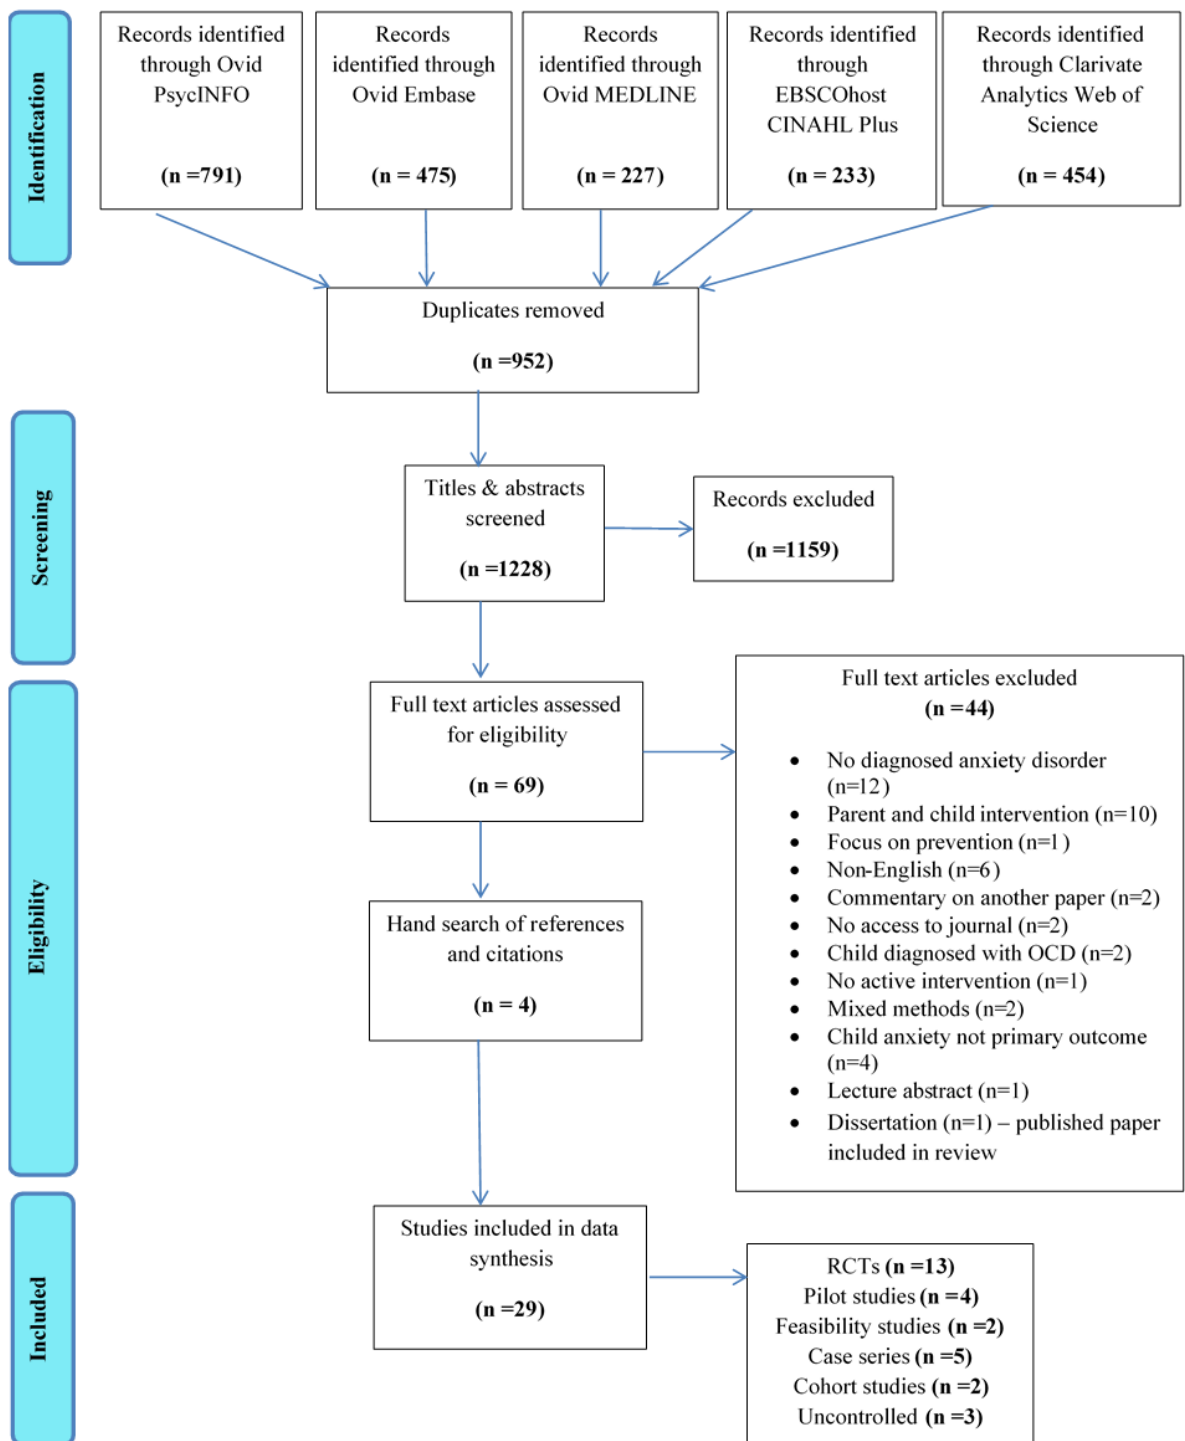 Identification
Records identified
through Ovid
PsycINFO
(n =791)
Records
identified through
Ovid Embase
(n = 475)
Records
identified through
Ovid MEDLINE
(n = 227)
Records identified
through
EBSCOhost
CINAHL Plus
(n = 233)
Records identified
through Clarivate
Analytics Web of
Science
(n = 454)
Duplicates removed
(n =952)
Screening
Titles & abstracts
screened
(n =1228)
Records excluded
(n =1159)
Eligibility
Full text articles assessed
for eligibility
(n = 69)
Full text articles excluded
(n =44)
• No diagnosed anxiety disorder
(n=12)
• Parent and child intervention (n=10)
• Focus on prevention (n=1)
• Non-English (n=6)
• Commentary on another paper (n=2)
• No access to journal (n=2)
• Child diagnosed with OCD (n=2)
• No active intervention (n=1)
• Mixed methods (n=2)
• Child anxiety not primary outcome
(n=4)
• Lecture abstract (n=1)
• Dissertation (n=1) – published paper
included in review
Hand search of references
and citations
(n = 4)
Included
Studies included in data
synthesis
(n =29)
RCTs (n =13)
Pilot studies (n =4)
Feasibility studies (n =2)
Case series (n =5)
Cohort studies (n =2)
Uncontrolled (n =3)